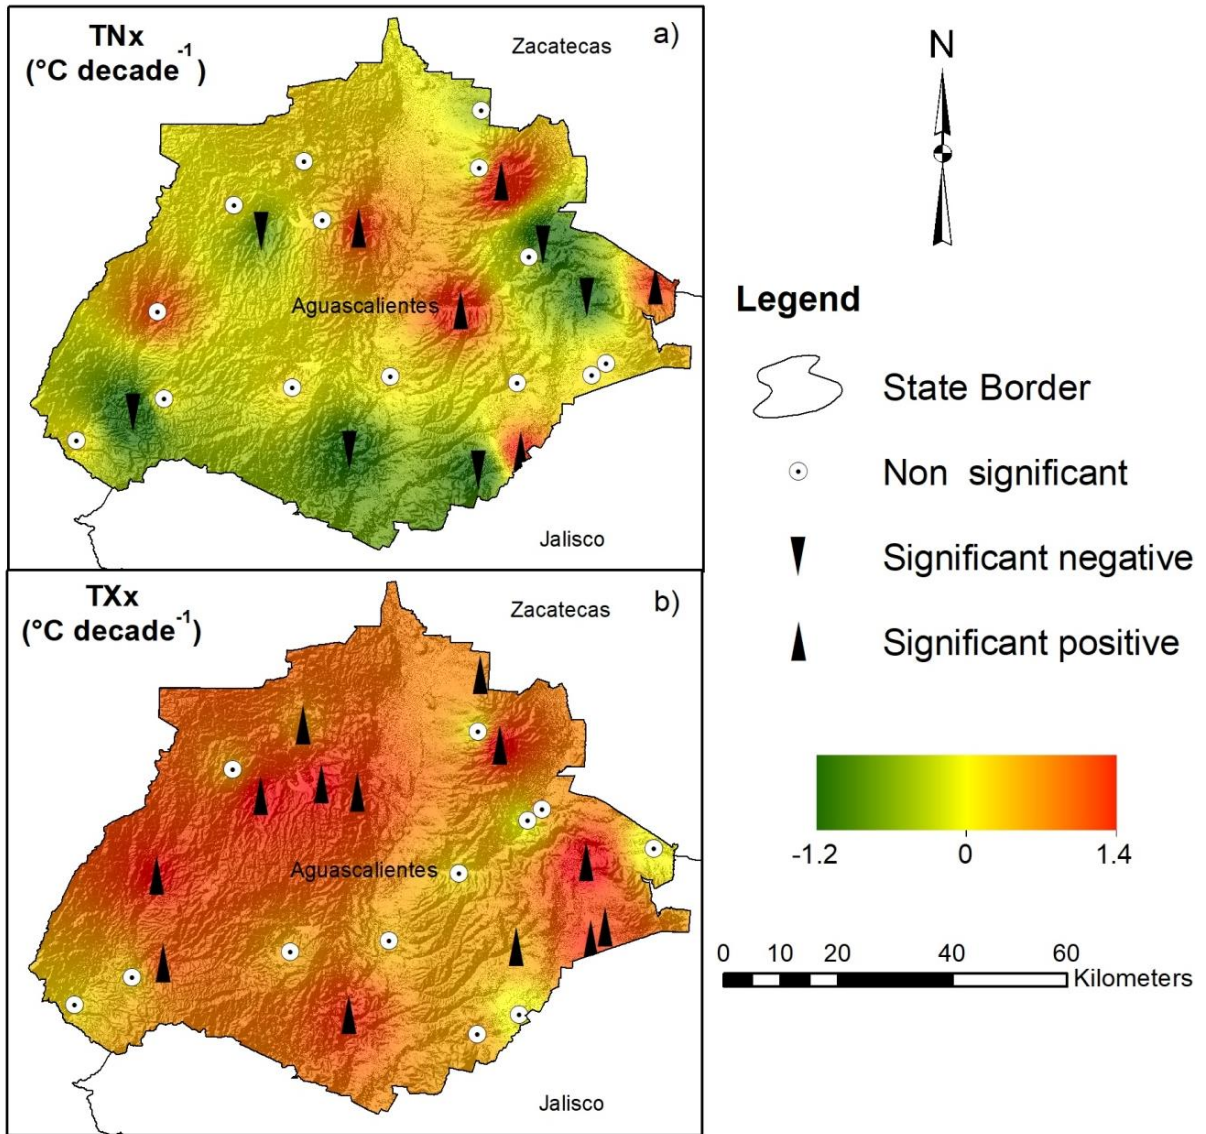 TNx
(°C decade⁻¹)
a)
Zacatecas
Aguascalientes
Jalisco
TXx
(°C decade⁻¹)
b)
Zacatecas
Aguascalientes
Jalisco
N
Legend
State Border
Non significant
Significant negative
Significant positive
-1.2 0 1.4
0 10 20 40 60
Kilometers